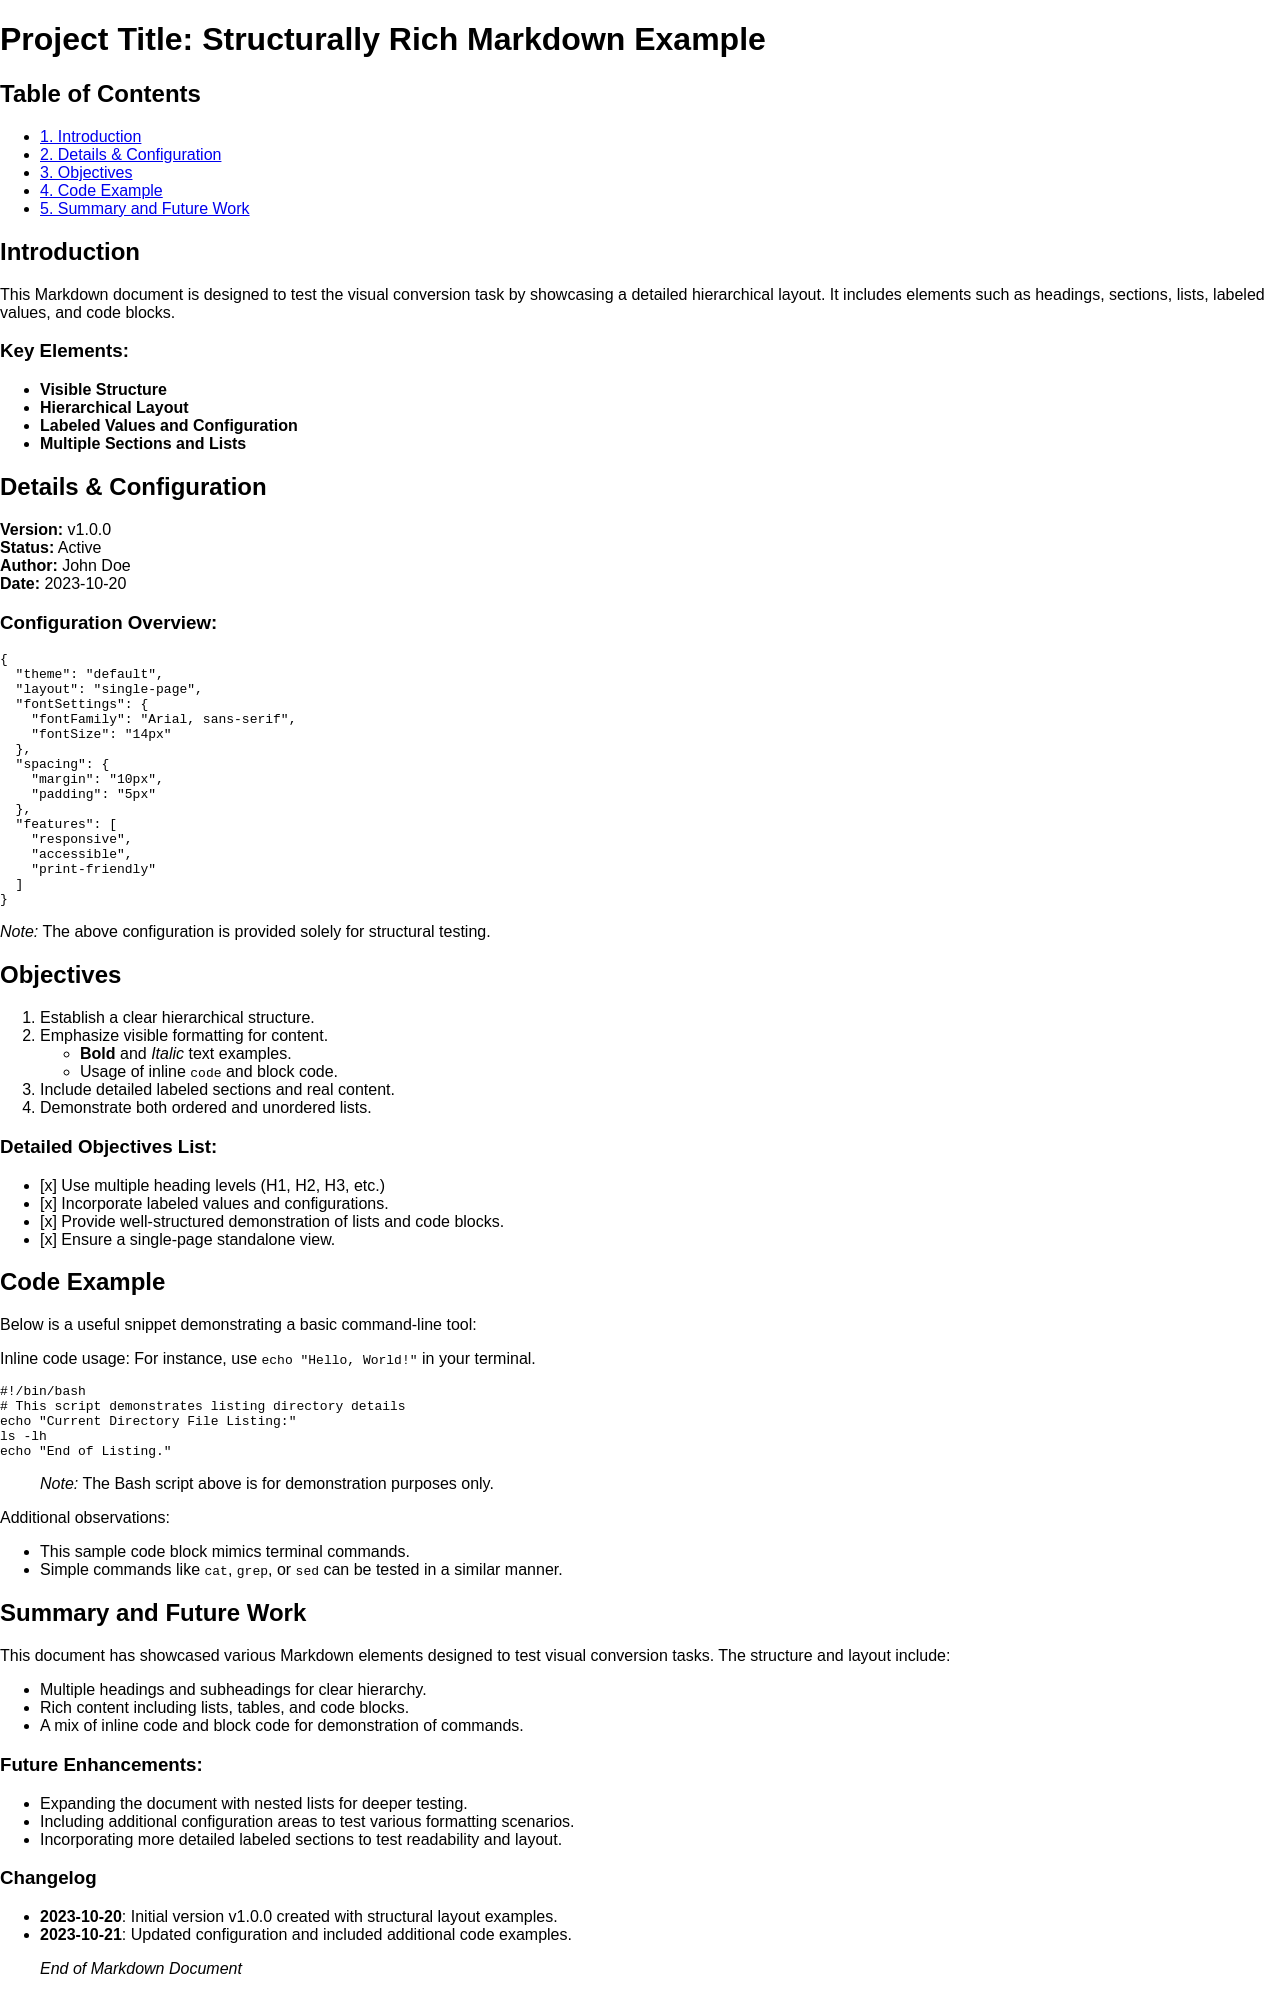 Project Title: Structurally Rich Markdown Example
Table of Contents
1. Introduction
2. Details & Configuration
3. Objectives
4. Code Example
5. Summary and Future Work
Introduction
This Markdown document is designed to test the visual conversion task by showcasing a detailed hierarchical layout. It includes elements such as headings, sections, lists, labeled
values, and code blocks.
Key Elements:
Visible Structure
Hierarchical Layout
Labeled Values and Configuration
Multiple Sections and Lists
Details & Configuration
Version: v1.0.0
Status: Active
Author: John Doe
Date: 2023-10-20
Configuration Overview:
{
  "theme": "default",
  "layout": "single-page",
  "fontSettings": {
    "fontFamily": "Arial, sans-serif",
    "fontSize": "14px"
  },
  "spacing": {
    "margin": "10px",
    "padding": "5px"
  },
  "features": [
    "responsive",
    "accessible",
    "print-friendly"
  ]
}
Note: The above configuration is provided solely for structural testing.
Objectives
1. Establish a clear hierarchical structure.
2. Emphasize visible formatting for content.
Bold and Italic text examples.
Usage of inline code and block code.
3. Include detailed labeled sections and real content.
4. Demonstrate both ordered and unordered lists.
Detailed Objectives List:
[x] Use multiple heading levels (H1, H2, H3, etc.)
[x] Incorporate labeled values and configurations.
[x] Provide well-structured demonstration of lists and code blocks.
[x] Ensure a single-page standalone view.
Code Example
Below is a useful snippet demonstrating a basic command-line tool:
Inline code usage: For instance, use echo "Hello, World!" in your terminal.
#!/bin/bash
# This script demonstrates listing directory details
echo "Current Directory File Listing:"
ls -lh
echo "End of Listing."
Note: The Bash script above is for demonstration purposes only.
Additional observations:
This sample code block mimics terminal commands.
Simple commands like cat, grep, or sed can be tested in a similar manner.
Summary and Future Work
This document has showcased various Markdown elements designed to test visual conversion tasks. The structure and layout include:
Multiple headings and subheadings for clear hierarchy.
Rich content including lists, tables, and code blocks.
A mix of inline code and block code for demonstration of commands.
Future Enhancements:
Expanding the document with nested lists for deeper testing.
Including additional configuration areas to test various formatting scenarios.
Incorporating more detailed labeled sections to test readability and layout.
Changelog
2023-10-20: Initial version v1.0.0 created with structural layout examples.
2023-10-21: Updated configuration and included additional code examples.
End of Markdown Document